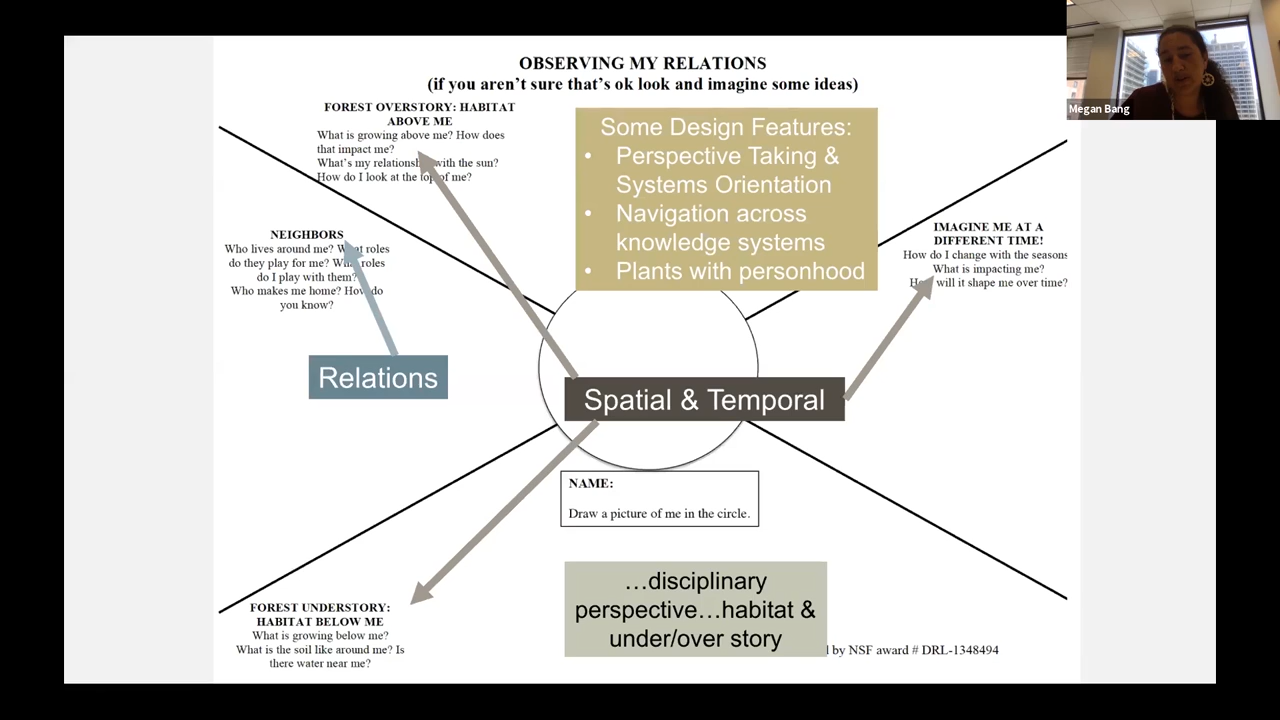 OBSERVING MY RELATIONS
(if you aren't sure that's ok look and imagine some ideas)
FOREST OVERSTORY: HABITAT
ABOVE ME
What is growing above me? How does
that impact me?
What's my relationship with the sun?
How do I look at the top of me?
Some Design Features:
• Perspective Taking &
Systems Orientation
• Navigation across
knowledge systems
• Plants with personhood
Megan Bang
NEIGHBORS
Who lives around me? What roles
do they play for me? What roles
do I play with them?
Who makes me home? How do
you know?
IMAGINE ME AT A
DIFFERENT TIME!
How do I change with the seasons
What is impacting me?
How will it shape me over time?
Relations
Spatial & Temporal
NAME:
Draw a picture of me in the circle.
FOREST UNDERSTORY:
HABITAT BELOW ME
What is growing below me?
What is the soil like around me? Is
there water near me?
…disciplinary
perspective…habitat &
under/over story
by NSF award # DRL-1348494